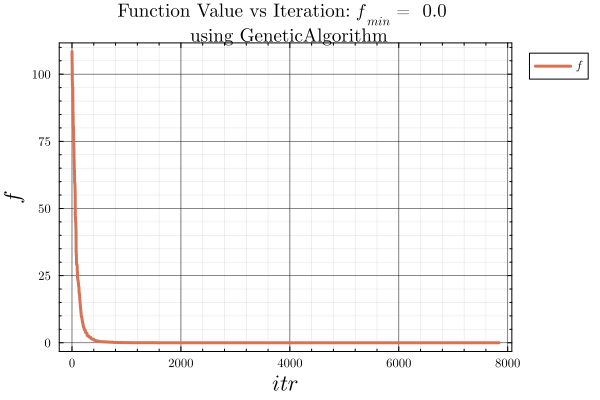 Function Value vs Iteration: f_min = 0.0
using GeneticAlgorithm
f
100
75
50
25
0
f
0
2000
4000
6000
8000
itr